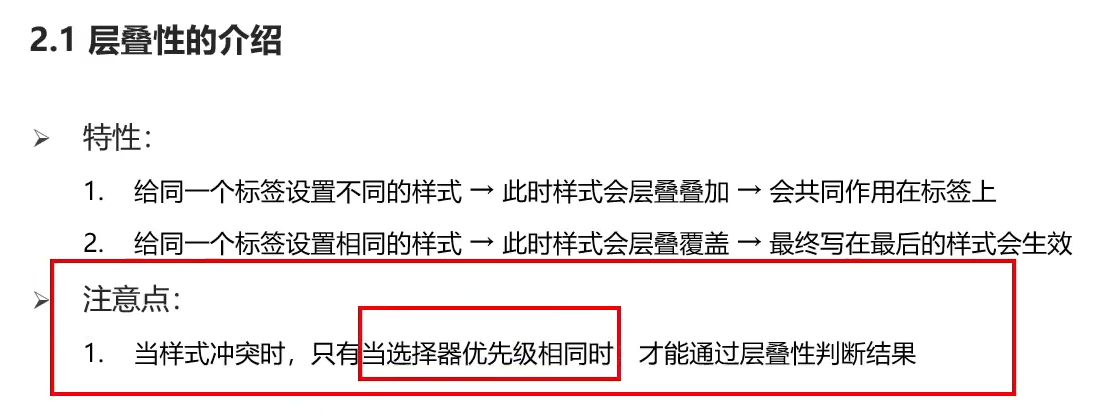 2.1 层叠性的介绍
➢ 特性：
1. 给同一个标签设置不同的样式 → 此时样式会层叠叠加 → 会共同作用在标签上
2. 给同一个标签设置相同的样式 → 此时样式会层叠覆盖 → 最终写在最后的样式会生效
➢ 注意点：
1. 当样式冲突时，只有当选择器优先级相同时 才能通过层叠性判断结果